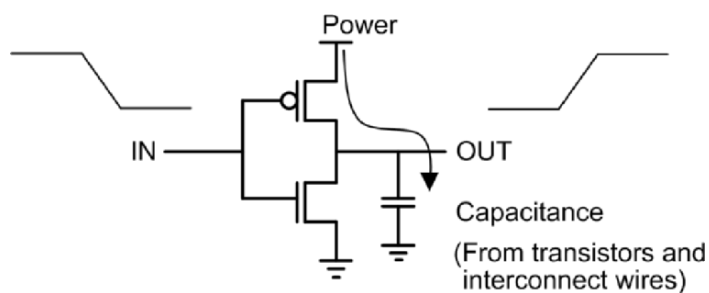 Power
IN
OUT
Capacitance
(From transistors and
interconnect wires)